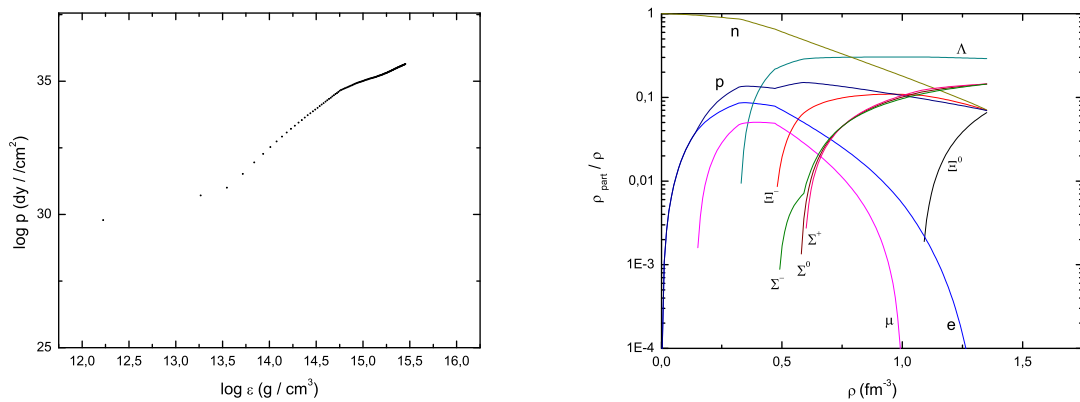 35
30
25
log p (dy / /cm²)
12,0 12,5 13,0 13,5 14,0 14,5 15,0 15,5 16,0
log ε (g / cm³)
1
0,1
0,01
1E-3
1E-4
ρ part / ρ
n
Λ
p
Ξ⁰
Ξ⁻
Σ⁺
Σ⁰
Σ⁻
μ
e
0,0 0,5 1,0 1,5
ρ (fm⁻³)